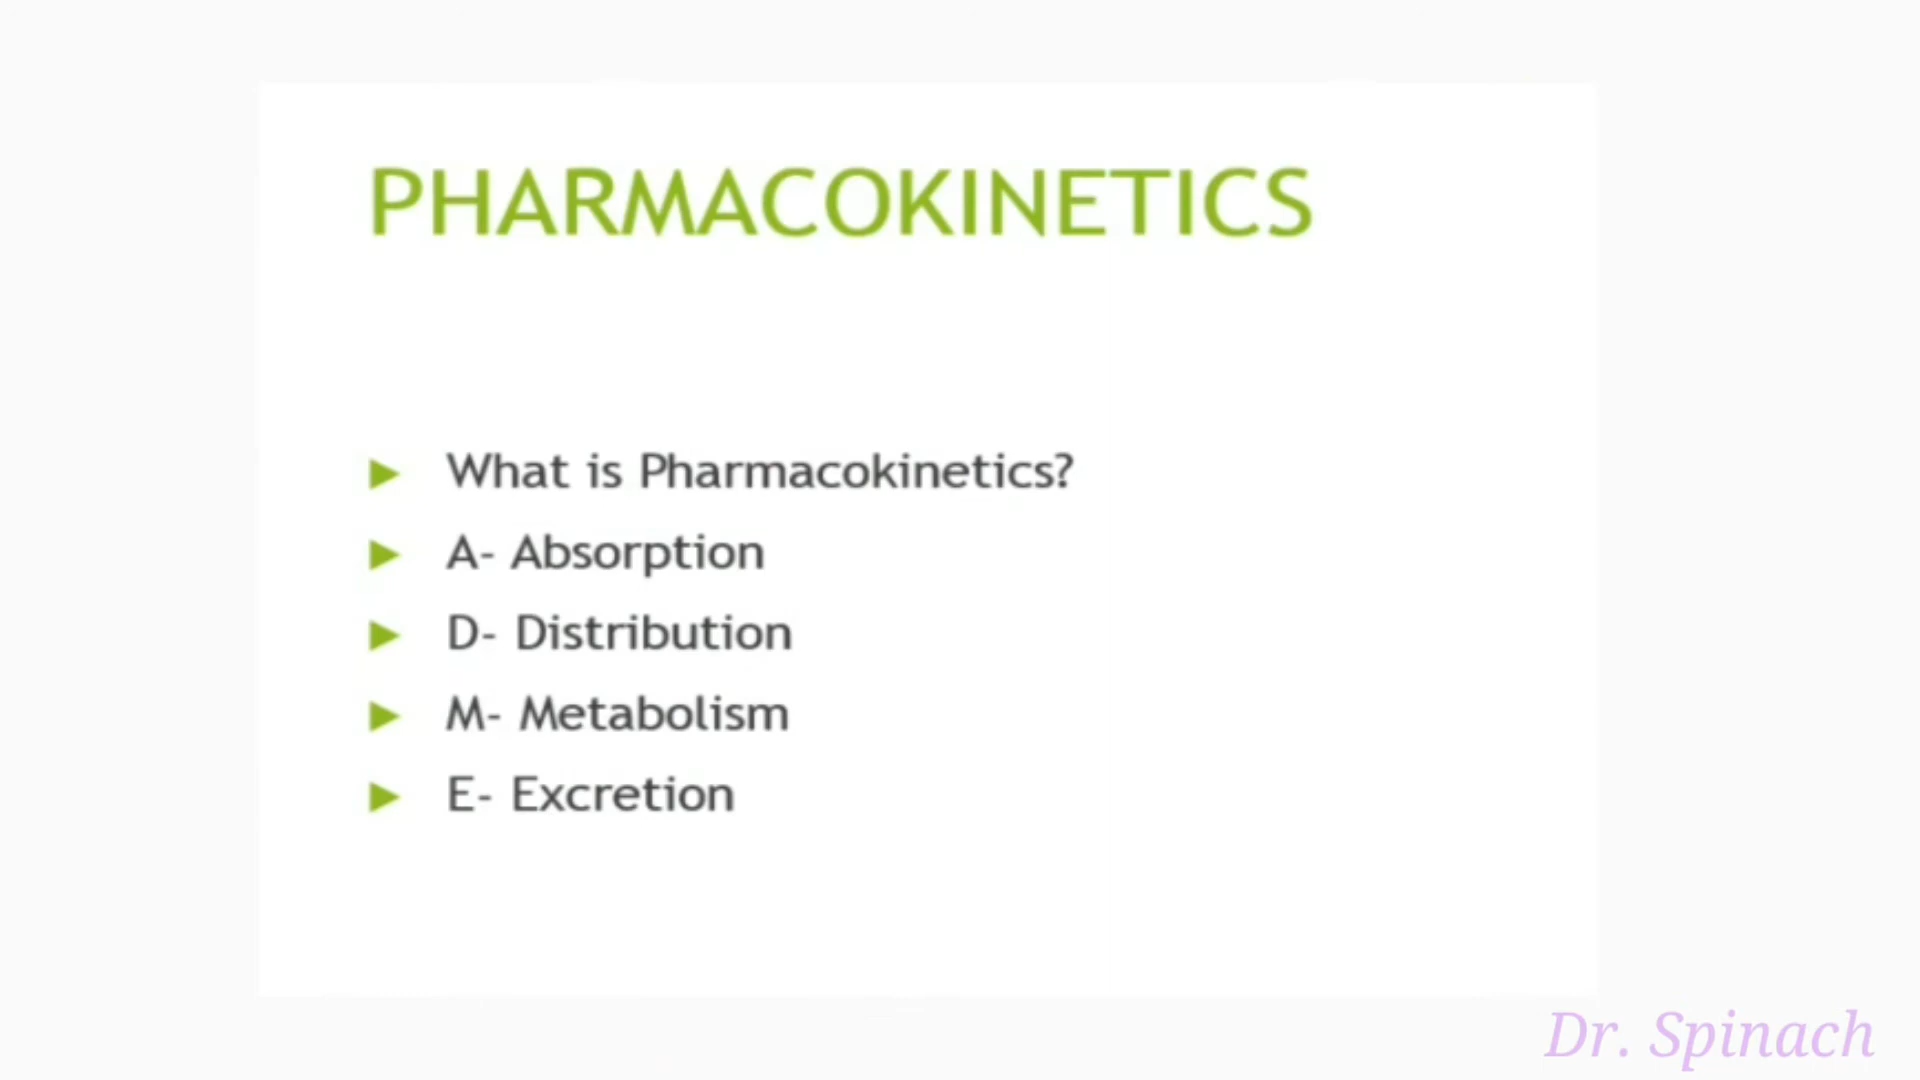 PHARMACOKINETICS
What is Pharmacokinetics?
A- Absorption
D- Distribution
M- Metabolism
E- Excretion
Dr. Spinach